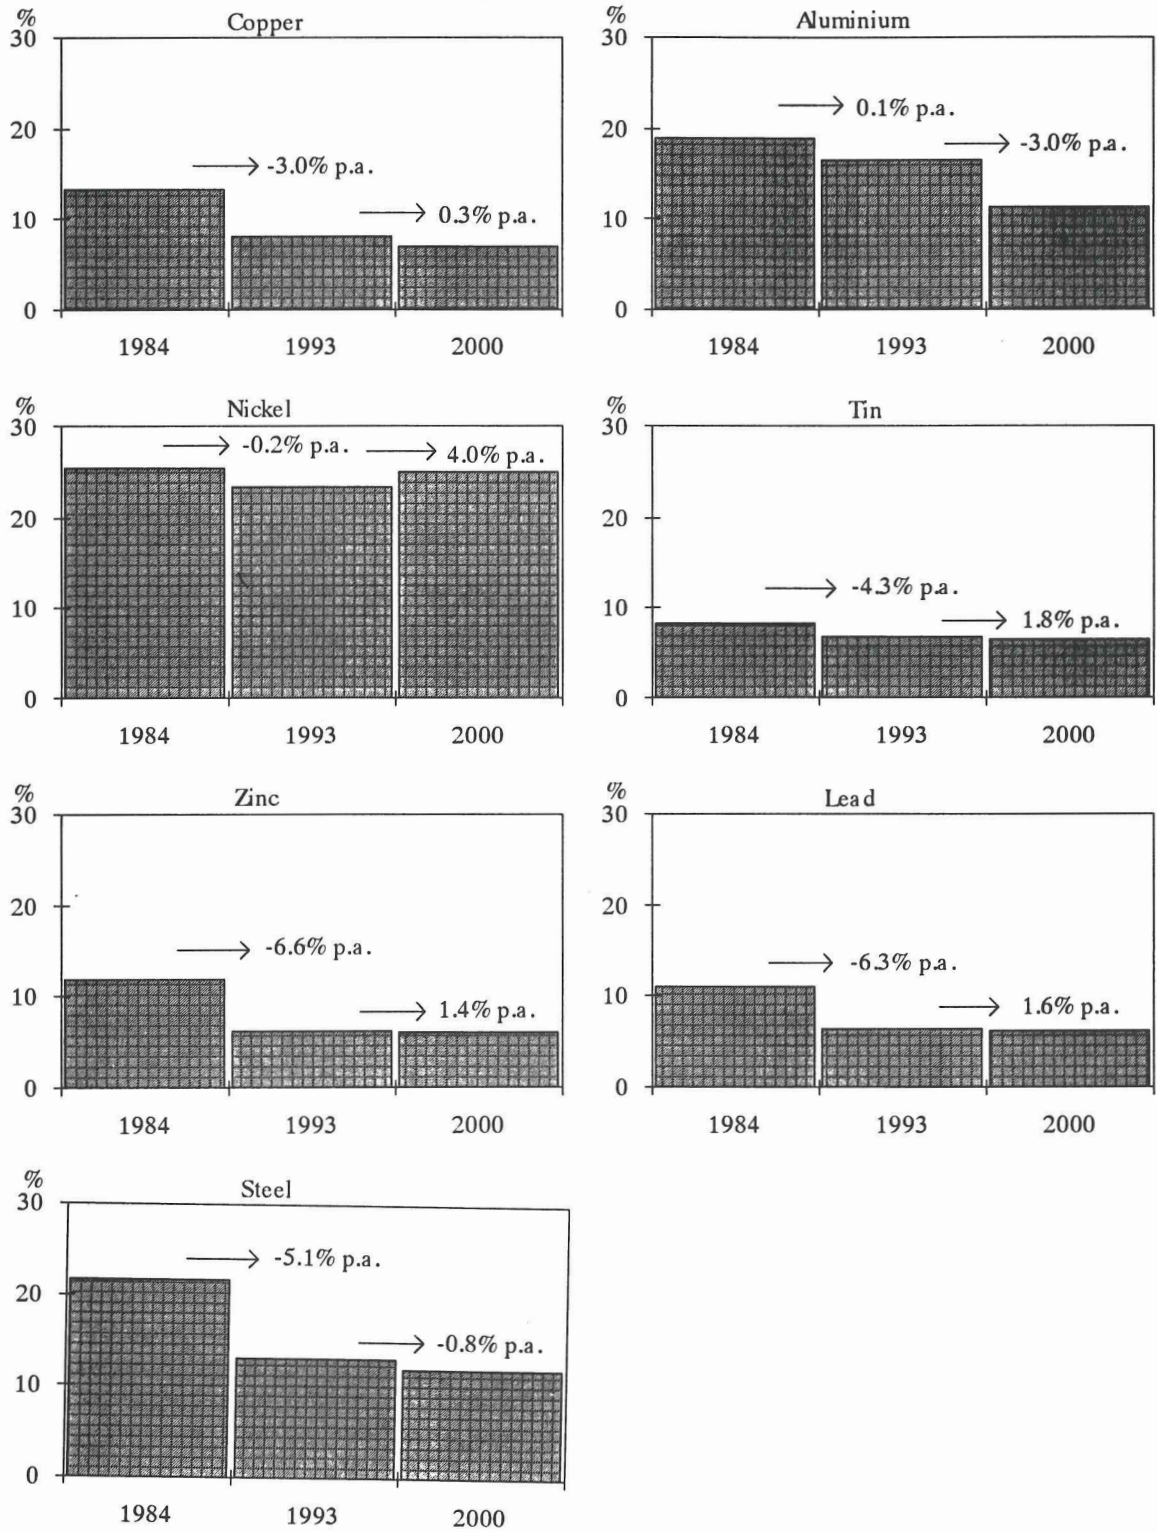 %
Copper
30
20
10
0
-3.0% p.a.
0.3% p.a.
1984 1993 2000
%
Aluminium
30
20
10
0
0.1% p.a.
-3.0% p.a.
1984 1993 2000
%
Nickel
30
20
10
0
-0.2% p.a.
4.0% p.a.
1984 1993 2000
%
Tin
30
20
10
0
-4.3% p.a.
1.8% p.a.
1984 1993 2000
%
Zinc
30
20
10
0
-6.6% p.a.
1.4% p.a.
1984 1993 2000
%
Lead
30
20
10
0
-6.3% p.a.
1.6% p.a.
1984 1993 2000
%
Steel
30
20
10
0
-5.1% p.a.
-0.8% p.a.
1984 1993 2000